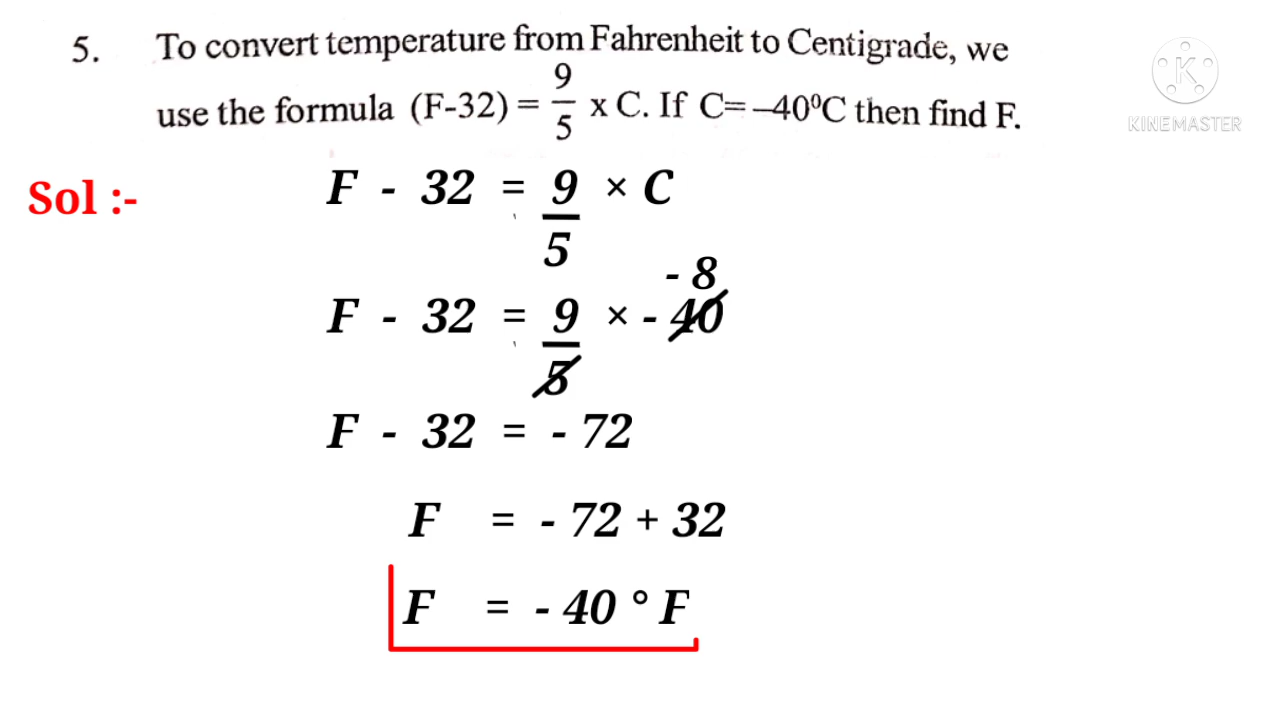 5. To convert temperature from Fahrenheit to Centigrade, we
use the formula (F-32) = 9/5 x C. If C= –40⁰C then find F.
KINEMASTER
Sol :-
F - 32 = 9/5 × C
- 8
F - 32 = 9/5 × - 40
F - 32 = - 72
F = - 72 + 32
F = - 40 ° F